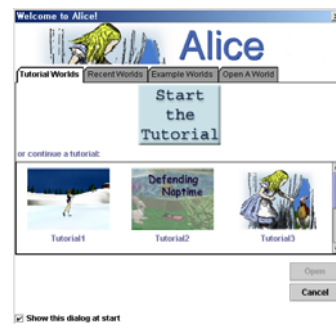 Welcome to Alice!
Alice
Tutorial Worlds Recent Worlds Example Worlds Open A World
Start
the
Tutorial
or continue a tutorial:
Defending
Naptime
Tutorial1 Tutorial2 Tutorial3
Open
Cancel
Show this dialog at start